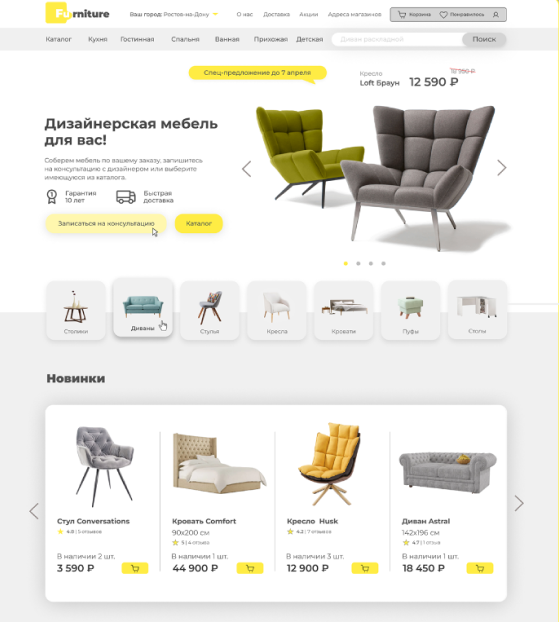 Furniture
Ваш город: Ростов-на-Дону
О нас Доставка Акции Адреса магазинов
Корзина Понравилось
Каталог Кухня Гостинная Спальня Ванная Прихожая Детская
Диван раскладной
Поиск
Спец-предложение до 7 апреля
Кресло
Loft Браун
12 590 ₽
Дизайнерская мебель
для вас!
Соберем мебель по вашему заказу, запишитесь
на консультацию с дизайнером или выберите
имеющуюся из каталога.
Гарантия
10 лет
Быстрая
доставка
Записаться на консультацию
Каталог
Столики
Диваны
Стулья
Кресла
Кровати
Пуфы
Столы
Новинки
Стул Conversations
4.8 | 5 отзывов
В наличии 2 шт.
3 590 ₽
Кровать Comfort
90x200 см
5 | 4 отзыва
В наличии 1 шт.
44 900 ₽
Кресло Husk
4.2 | 7 отзывов
В наличии 3 шт.
12 900 ₽
Диван Astral
142x196 см
4.7 | 1 отзыв
В наличии 1 шт.
18 450 ₽